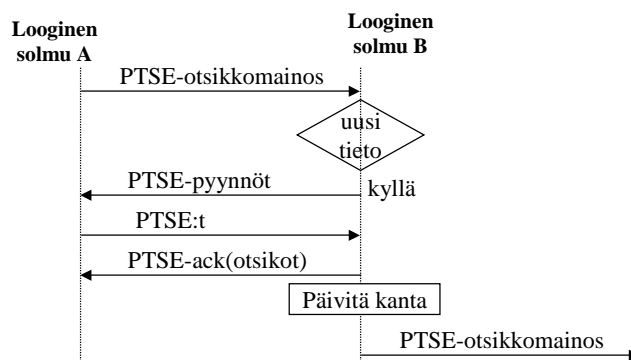 Looginen
solmu A
Looginen
solmu B
PTSE-otsikkomainos
uusi
tieto
PTSE-pyynnöt
kyllä
PTSE:t
PTSE-ack(otsikot)
Päivitä kanta
PTSE-otsikkomainos